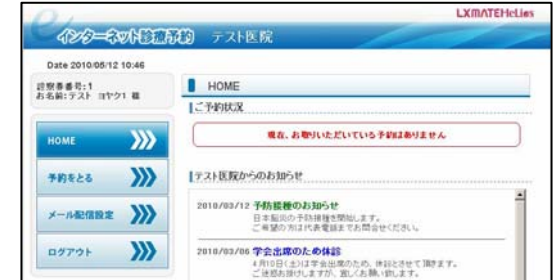 LXMATEHeLios
インターネット診療予約 テスト医院
Date 2010/05/12 10:46
診察券番号:1
お名前:テスト ヨヤク1 様
HOME
予約をとる
メール配信設定
ログアウト
HOME
ご予約状況
現在、お取りいただいている予約はありません
テスト医院からのお知らせ
2010/03/12 予防接種のお知らせ
日本脳炎の予防接種を開始します。
ご希望の方は代表電話までお問合せください。
2010/03/06 学会出席のため休診
4月10日(土)は学会出席のため、休診とさせて頂きます。
ご迷惑お掛けしますが、宜しくお願い致します。